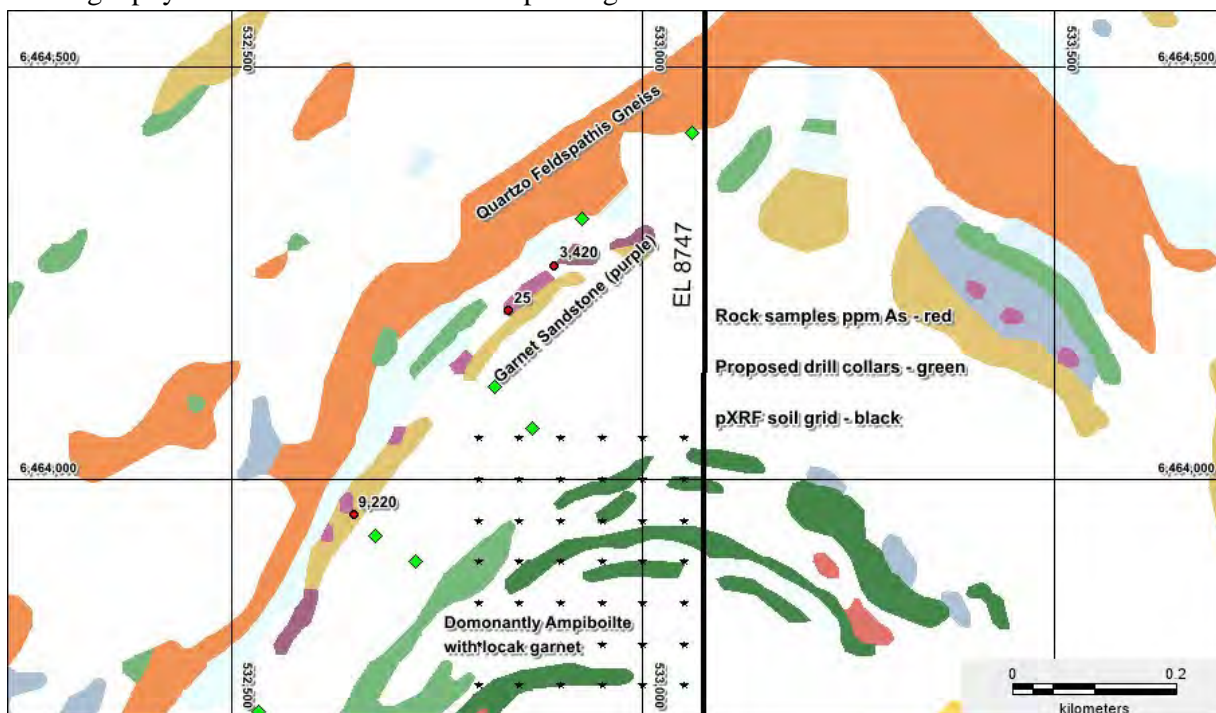 532,500
533,000
533,500
6,464,500
6,464,500
Quartzo Feldspathis Gneiss
EL 8747
3,420
25
Garnet Sandstone (purple)
Rock samples ppm As - red
Proposed drill collars - green
pXRF soil grid - black
6,464,000
6,464,000
9,220
Domonantly Ampiboilte
with locak garnet
532,500
533,000
533,500
0 0.2
kilometers